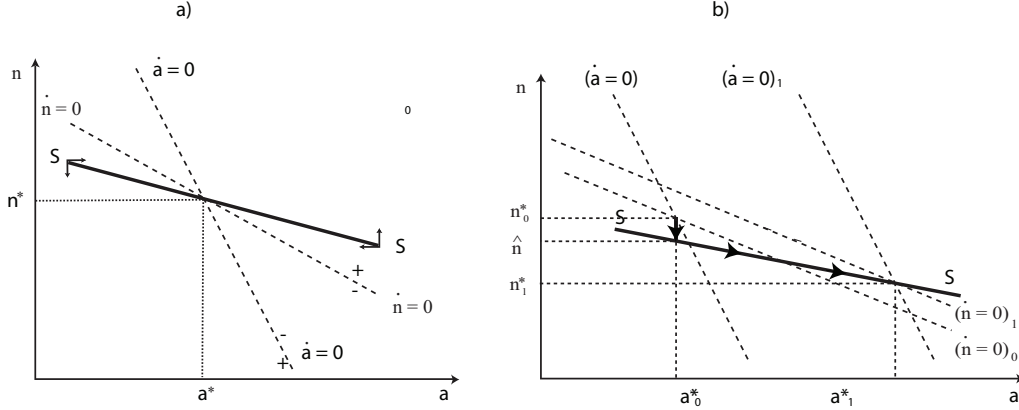 a)
n
ȧ = 0
ṅ = 0
0
S
n*
S
+
-
ṅ = 0
-
+
ȧ = 0
a*
a
b)
n
(ȧ = 0)
(ȧ = 0)₁
n*₀
S
n̂
n*₁
S
(ṅ = 0)₁
(ṅ = 0)₀
a*₀
a*₁
a